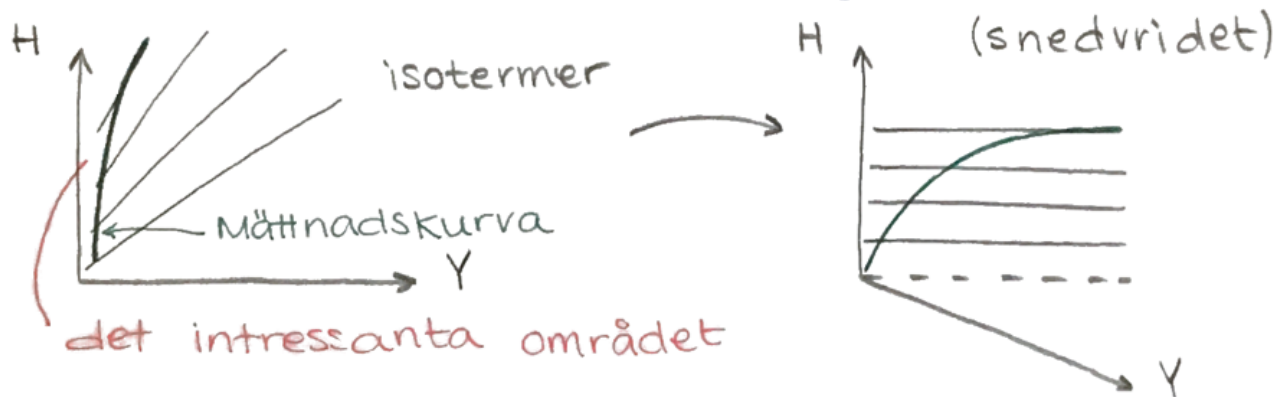 H
isotermer
Mättnadskurva
Y
det intressanta området
H
(snedvridet)
Y